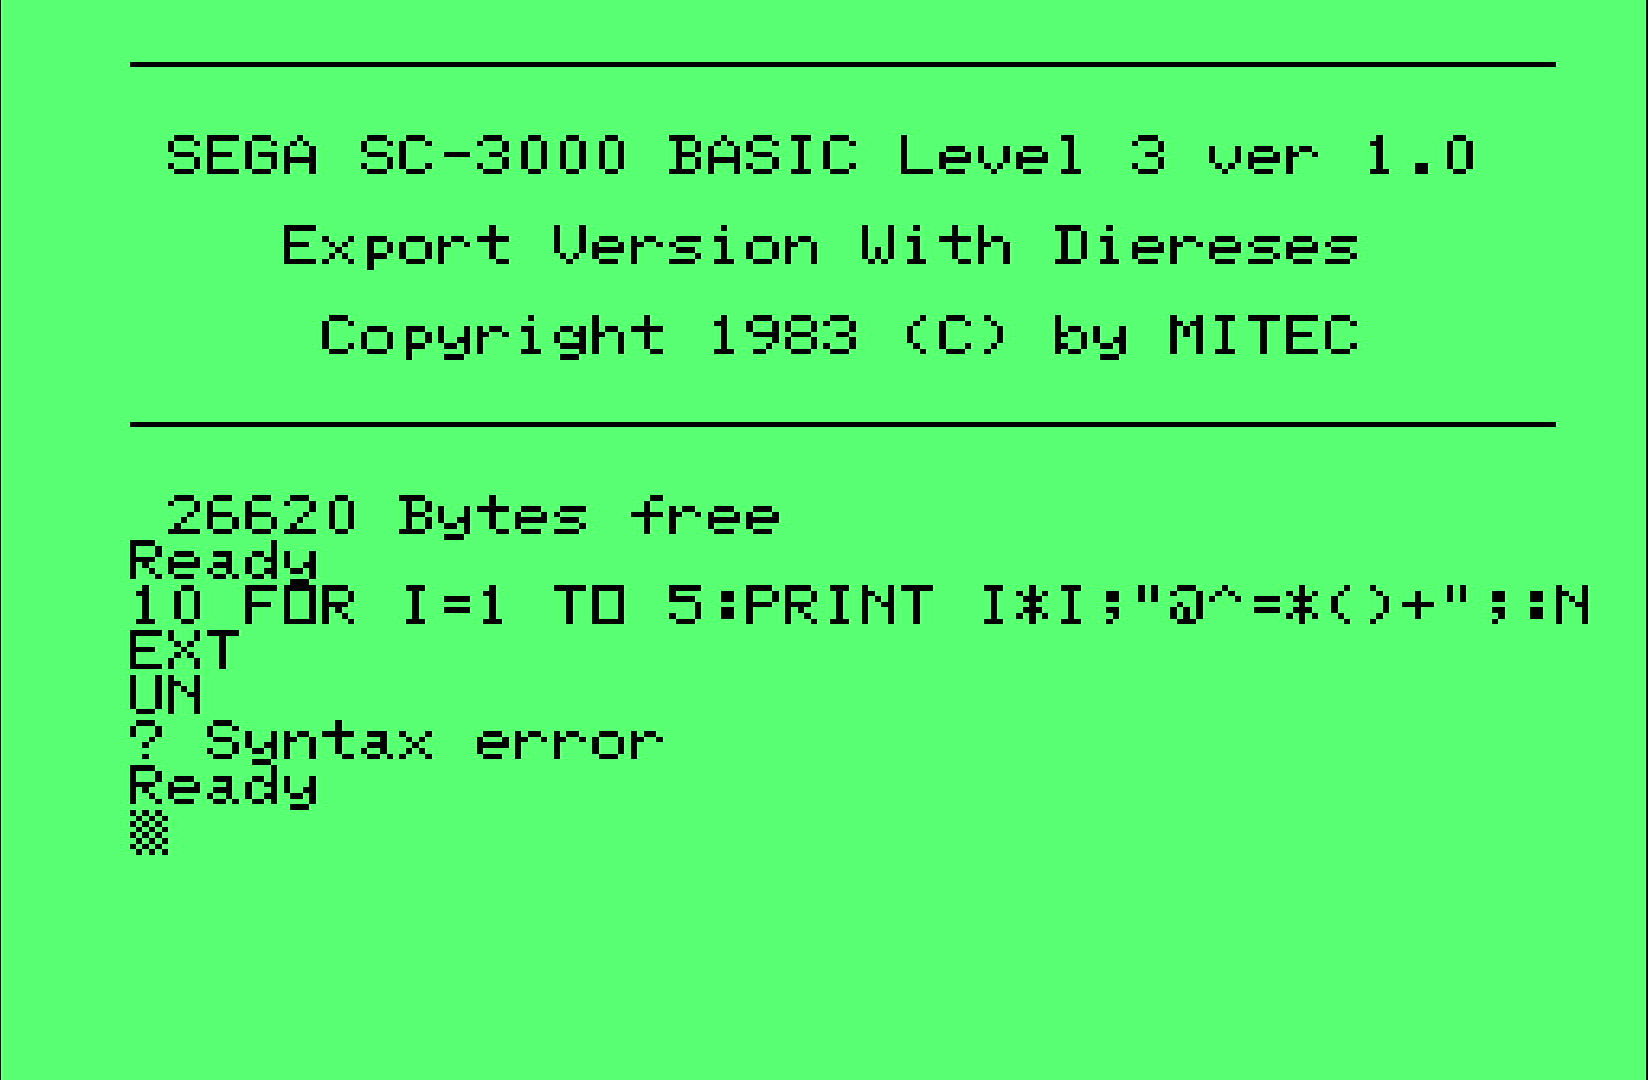 SEGA SC-3000 BASIC Level 3 ver 1.0
Export Version With Diereses
Copyright 1983 (C) by MITEC
26620 Bytes free
Ready
10 FOR I=1 TO 5:PRINT I*I;"@^=*()+";:N
EXT
UN
? Syntax error
Ready